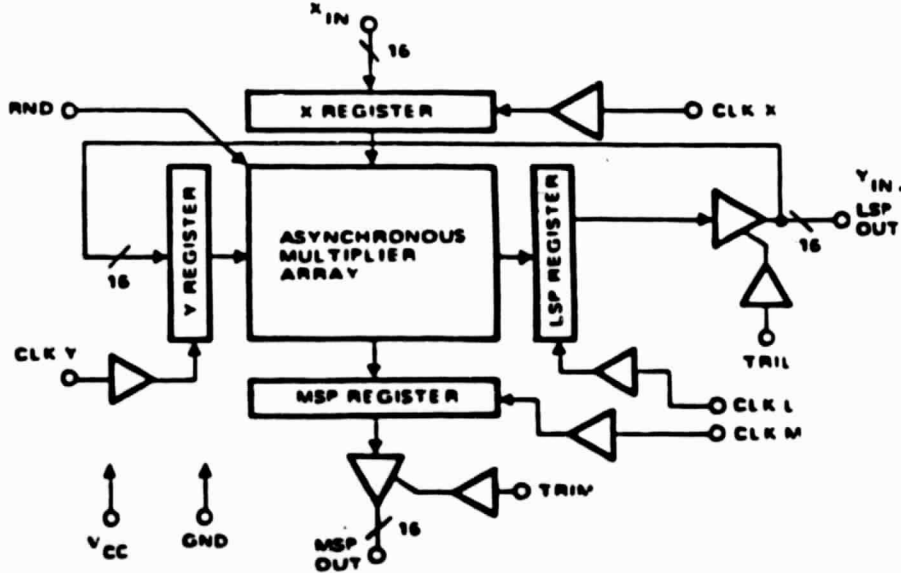 X IN
16
RND
X REGISTER
CLK X
Y IN,
LSP
OUT
16
Y REGISTER
16
ASYNCHRONOUS
MULTIPLIER
ARRAY
LSP REGISTER
TRIL
CLK Y
MSP REGISTER
CLK L
CLK M
TRIM
16
MSP
OUT
VCC
GND